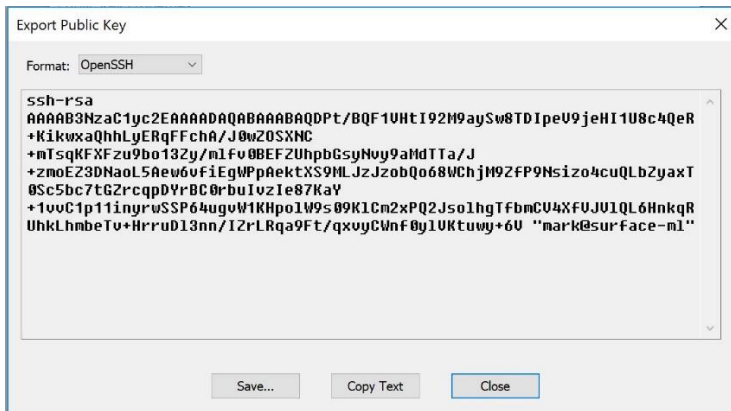 Export Public Key
Format: OpenSSH
ssh-rsa
AAAAB3NzaC1yc2EAAAADAQABAAABAQDPt/BQF1VHtI92M9aySw8TDIpeV9jeHI1U8c4QeR
+KikwxaQhhLyERqFFchA/J0wZOSXNC
+mTsqKFXFzu9bo13Zy/mlfv0BEFZUhpbGsyNvy9aMdTTa/J
+zmoEZ3DNaoL5Aew6vfiEgWPpAektXS9MLJzJzobQo68WChjM9ZfP9Nsizo4cuQLbZyaxT
0Sc5bc7tGZrcqpDYrBC0rbuIvzIe87KaY
+1vvC1p11inyrwSSP64ugvW1KHpolW9s09KlCm2xPQ2JsolhgTfbmCV4XfVJVlQL6HnkqR
UhkLhmbeTv+HrruDl3nn/IZrLRqa9Ft/qxvyCWnf0ylVKtuwy+6V "mark@surface-ml"
Save... Copy Text Close